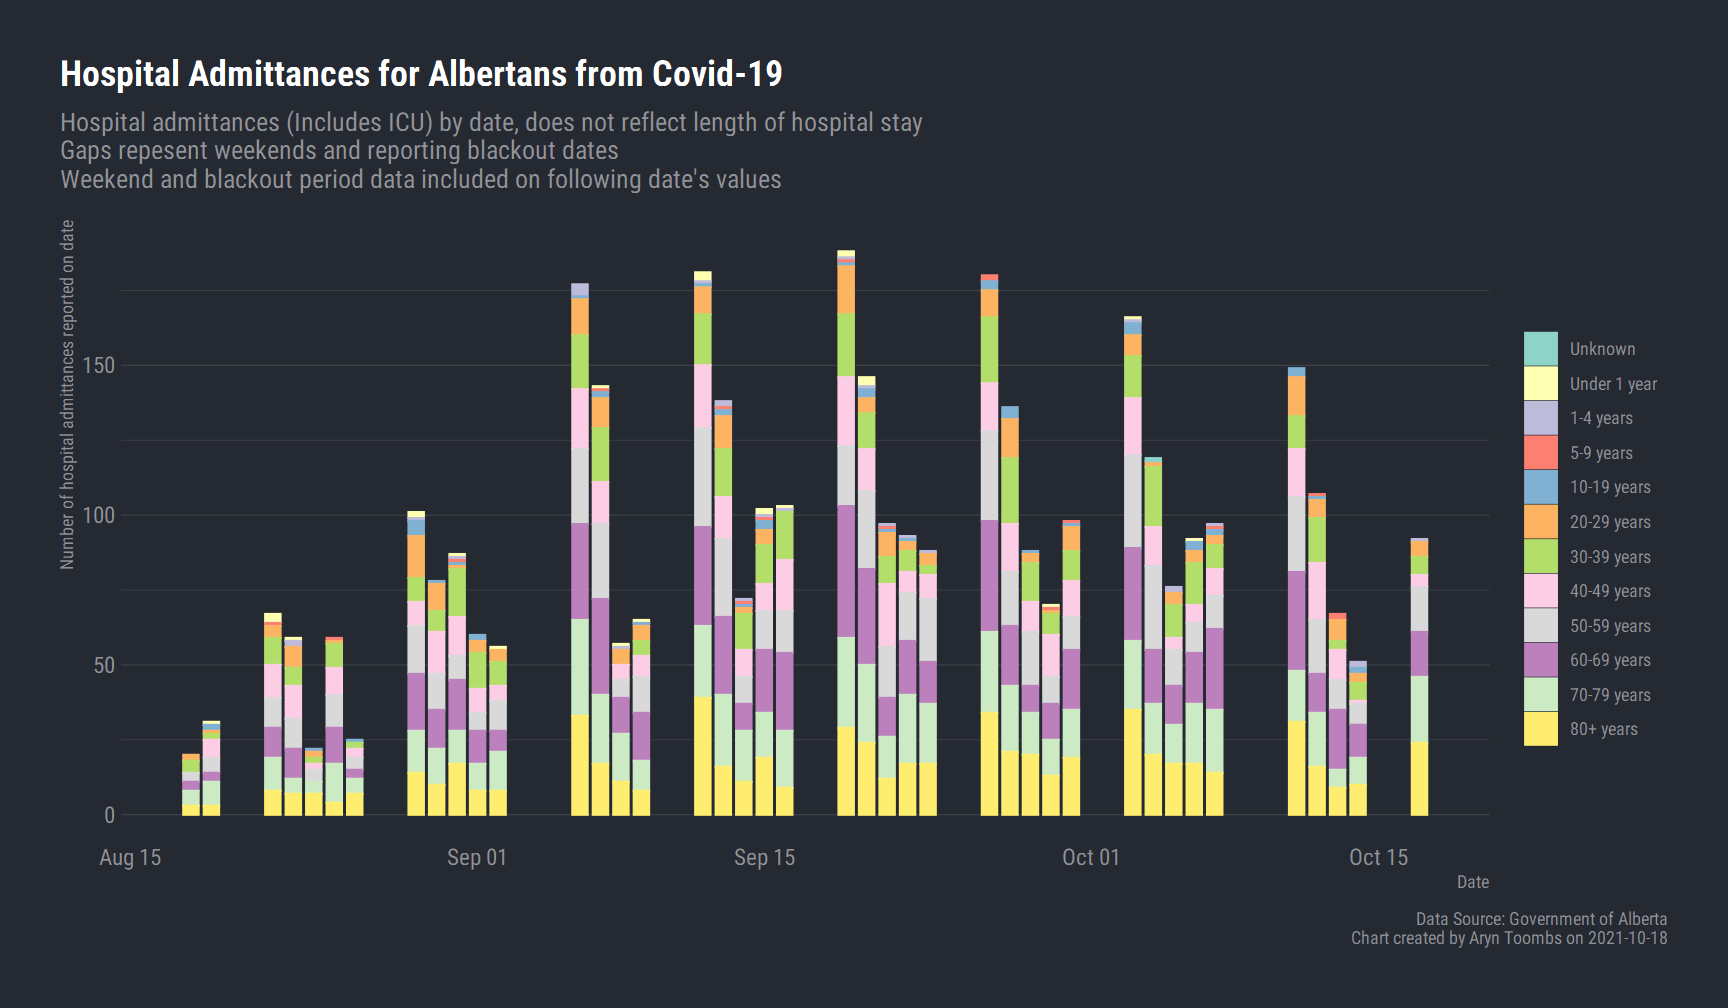 Hospital Admittances for Albertans from Covid-19
Hospital admittances (Includes ICU) by date, does not reflect length of hospital stay
Gaps repesent weekends and reporting blackout dates
Weekend and blackout period data included on following date's values
Number of hospital admittances reported on date
150
100
50
0
Aug 15
Sep 01
Sep 15
Oct 01
Oct 15
Date
Unknown
Under 1 year
1-4 years
5-9 years
10-19 years
20-29 years
30-39 years
40-49 years
50-59 years
60-69 years
70-79 years
80+ years
Data Source: Government of Alberta
Chart created by Aryn Toombs on 2021-10-18